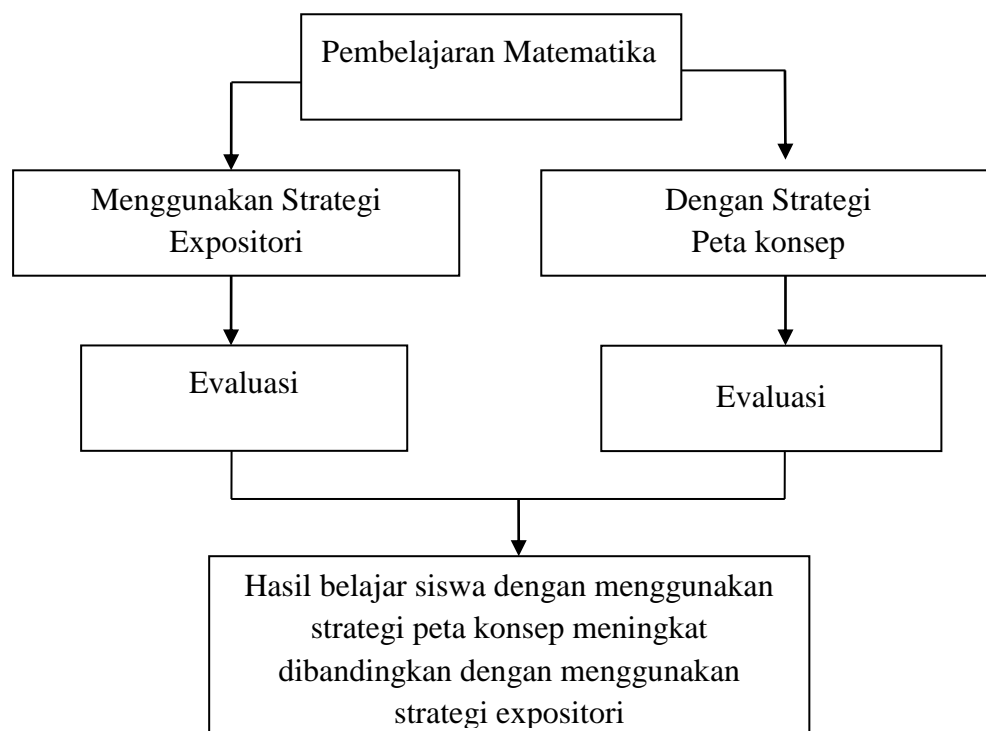 Pembelajaran Matematika
Menggunakan Strategi
Expositori
Dengan Strategi
Peta konsep
Evaluasi
Evaluasi
Hasil belajar siswa dengan menggunakan
strategi peta konsep meningkat
dibandingkan dengan menggunakan
strategi expositori